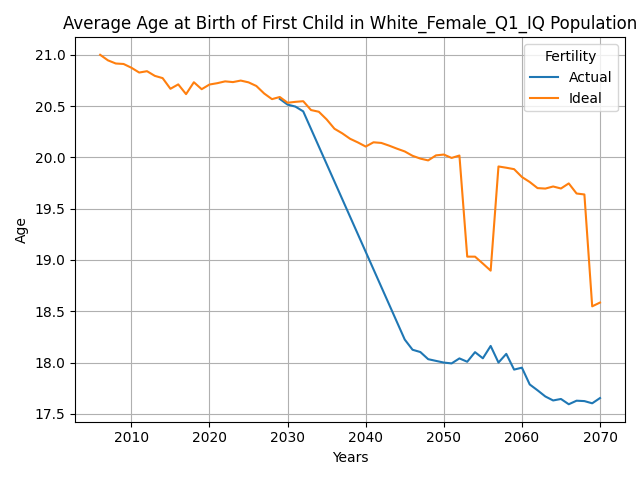 Average Age at Birth of First Child in White_Female_Q1_IQ Population
Fertility
Actual
Ideal
Age
21.0
20.5
20.0
19.5
19.0
18.5
18.0
17.5
2010 2020 2030 2040 2050 2060 2070
Years